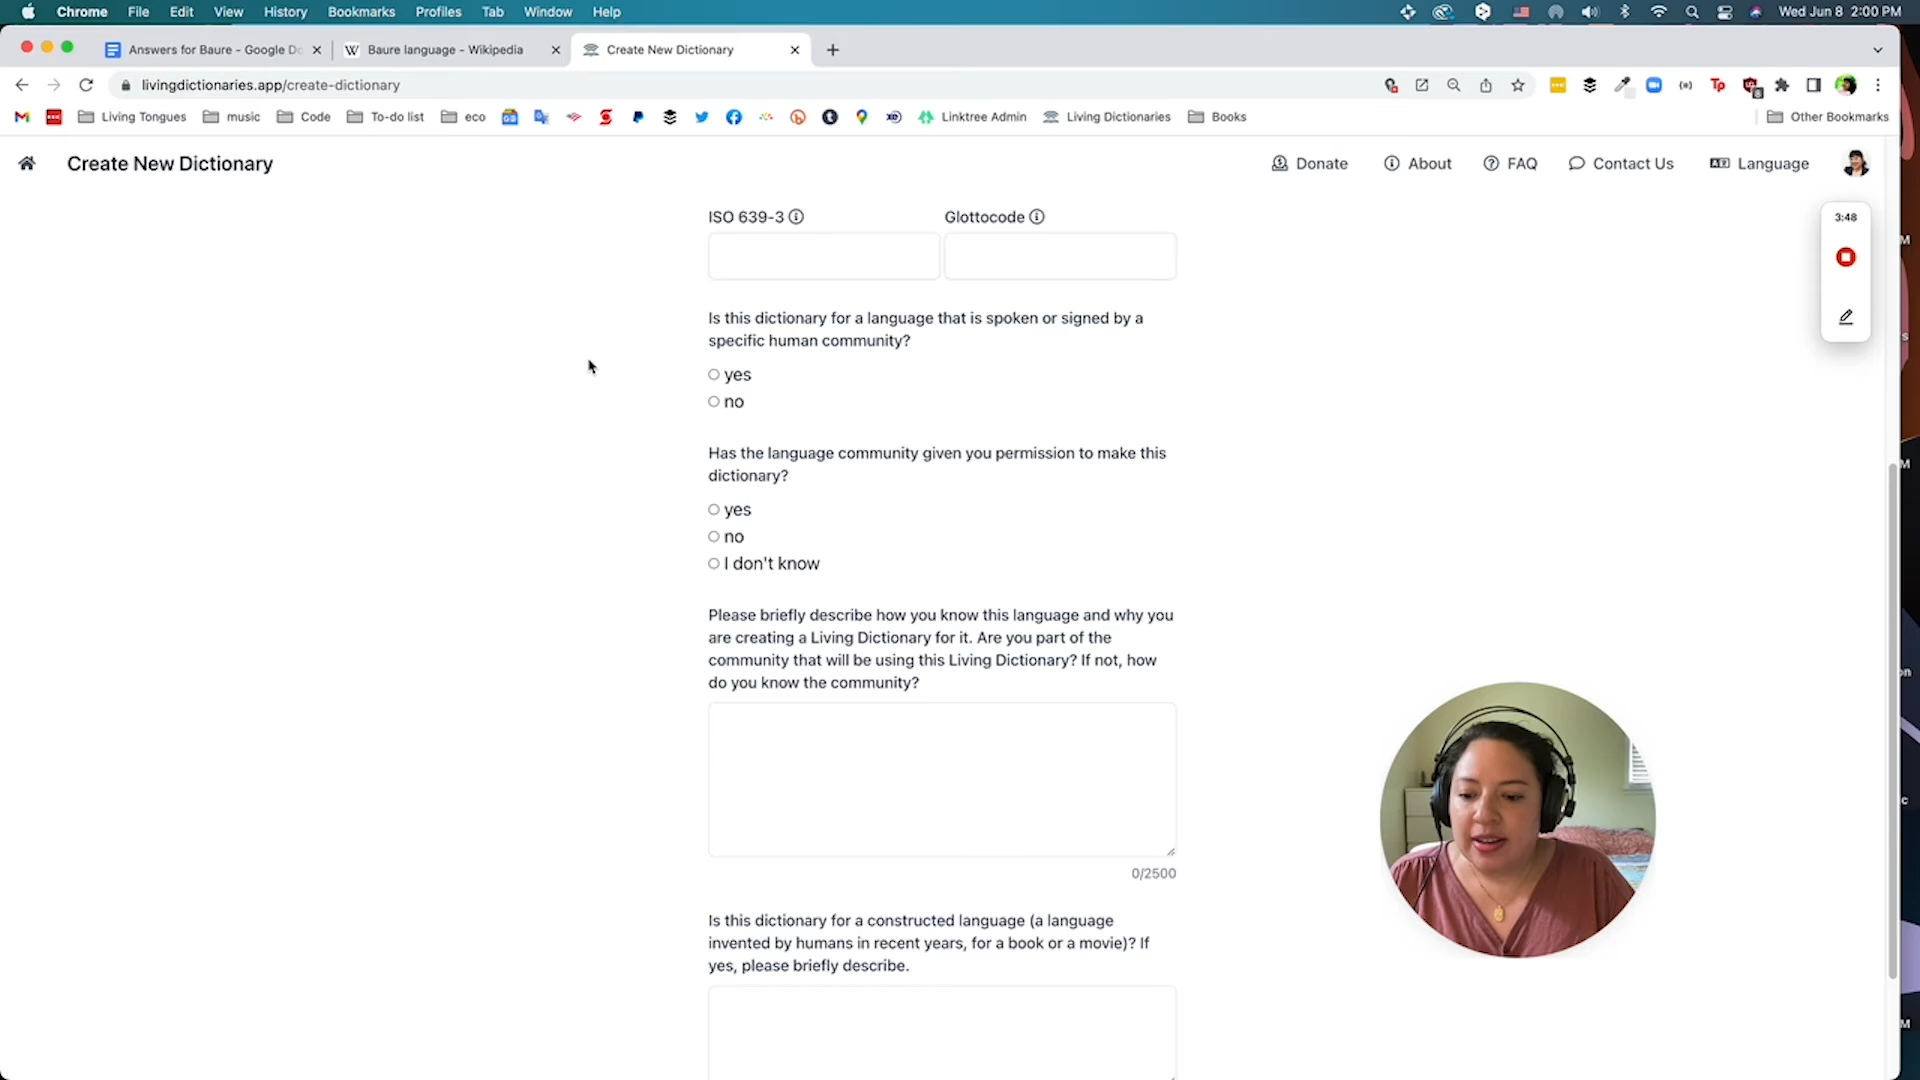 Chrome File Edit View History Bookmarks Profiles Tab Window Help Wed Jun 8 2:00 PM
Answers for Baure - Google Do Baure language - Wikipedia Create New Dictionary
livingdictionaries.app/create-dictionary
Living Tongues music Code To-do list eco Linktree Admin Living Dictionaries Books Other Bookmarks
Create New Dictionary Donate About FAQ Contact Us Language
3:48
ISO 639-3 Glottocode
Is this dictionary for a language that is spoken or signed by a
specific human community?
yes
no
Has the language community given you permission to make this
dictionary?
yes
no
I don't know
Please briefly describe how you know this language and why you
are creating a Living Dictionary for it. Are you part of the
community that will be using this Living Dictionary? If not, how
do you know the community?
0/2500
Is this dictionary for a constructed language (a language
invented by humans in recent years, for a book or a movie)? If
yes, please briefly describe.